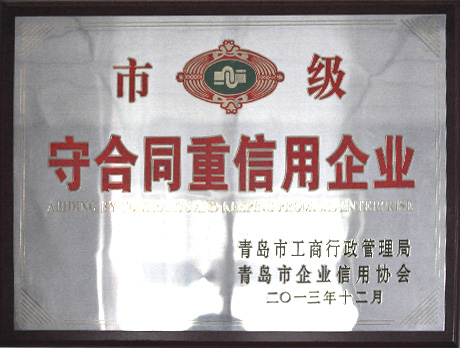 市 级
守合同重信用企业
青岛市工商行政管理局
青岛市企业信用协会
二〇一三年十二月